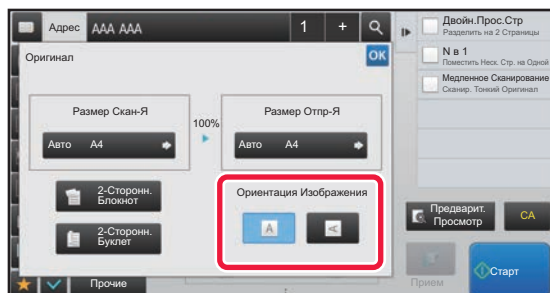 Адрес AAA AAA 1 +
Оригинал OK
Размер Скан-Я
Авто A4
100%
Размер Отпр-Я
Авто A4
2-Сторонн.
Блокнот
2-Сторонн.
Буклет
Ориентация Изображения
A A
Прочие
Двойн.Прос.Стр
Разделить на 2 Страницы
N в 1
Поместить Неск. Стр. на Одной
Медленное Сканирование
Сканир. Тонкий Оригинал
Предварит.
Просмотр
CA
Прием
Старт